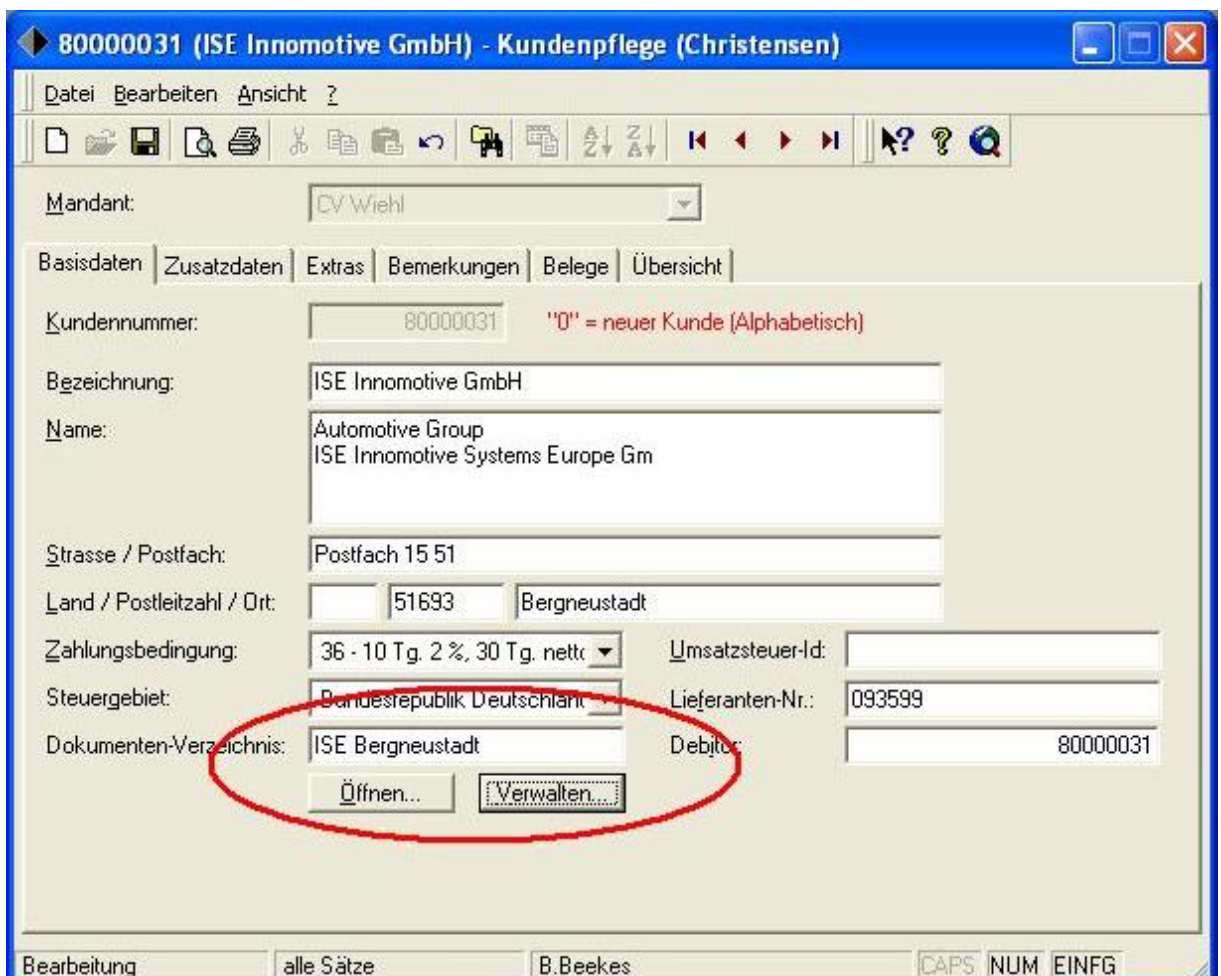 80000031 (ISE Innomotive GmbH) - Kundenpflege (Christensen)
Datei Bearbeiten Ansicht ?
Mandant: CV Wiehl
Basisdaten Zusatzdaten Extras Bemerkungen Belege Übersicht
Kundennummer: 80000031 "0" = neuer Kunde (Alphabetisch)
Bezeichnung: ISE Innomotive GmbH
Name: Automotive Group
ISE Innomotive Systems Europe Gm
Strasse / Postfach: Postfach 15 51
Land / Postleitzahl / Ort: 51693 Bergneustadt
Zahlungsbedingung: 36 - 10 Tg. 2 %, 30 Tg. netto Umsatzsteuer-Id:
Steuergebiet: Bundesrepublik Deutschland Lieferanten-Nr.: 093599
Dokumenten-Verzeichnis: ISE Bergneustadt Debitor: 80000031
Öffnen... Verwalten...
Bearbeitung alle Sätze B.Beekes CAPS NUM EINFG